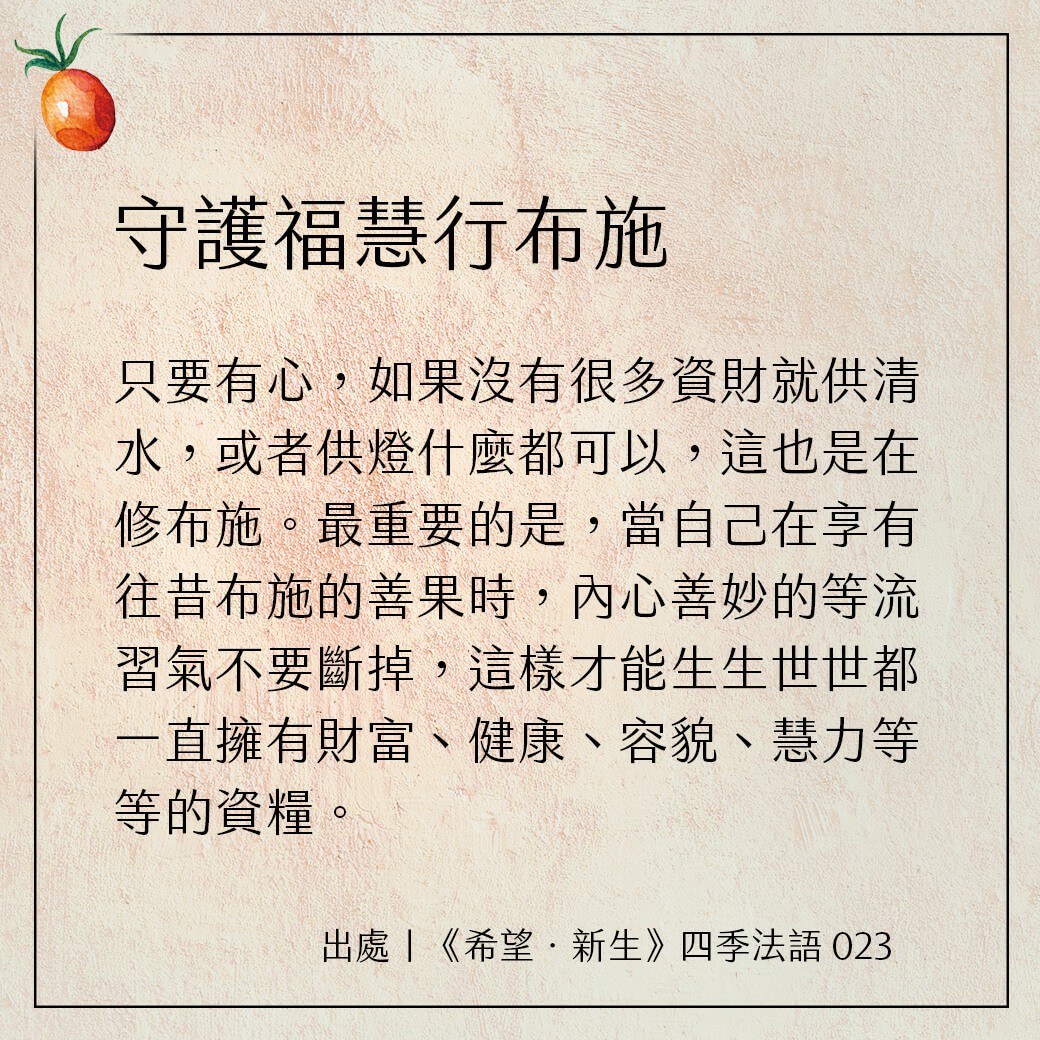 守護福慧行布施
只要有心，如果沒有很多資財就供清
水，或者供燈什麼都可以，這也是在
修布施。最重要的是，當自己在享有
往昔布施的善果時，內心善妙的等流
習氣不要斷掉，這樣才能生生世世都
一直擁有財富、健康、容貌、慧力等
等的資糧。
出處｜《希望．新生》四季法語 023